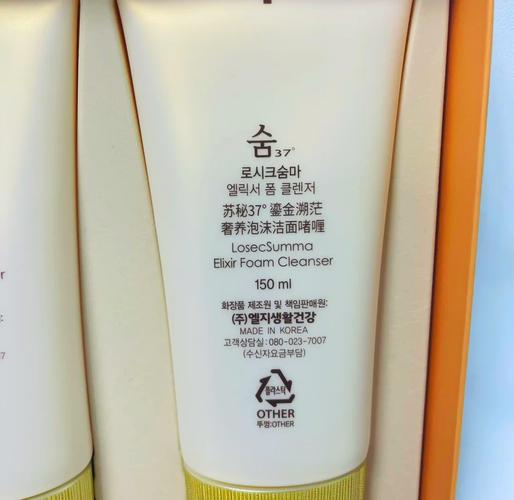 숨37°
로시크숨마
엘릭서 폼 클렌저
苏秘37° 鎏金溯茫
奢养泡沫洁面啫喱
LosecSumma
Elixir Foam Cleanser
150 ml
화장품 제조원 및 책임판매원:
(주)엘지생활건강
MADE IN KOREA
고객상담실: 080-023-7007
(수신자요금부담)
플라스틱
OTHER
뚜껑:OTHER